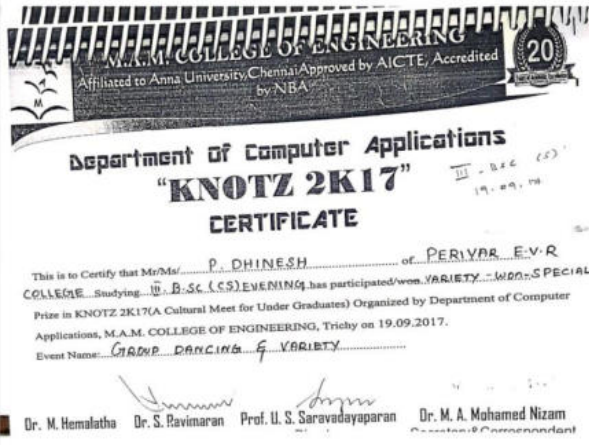 M.A.M. COLLEGE OF ENGINEERING
Affiliated to Anna University, Chennai Approved by AICTE, Accredited
by NBA
20
M
Department Of Computer Applications
"KNOTZ 2K17"
III - BSC (CS)
CERTIFICATE
This is to Certify that Mr/Ms/ P. DHINESH of PERIYAR E.V.R
COLLEGE Studying III. B.SC (CS) EVENING has participated/won VARIETY - WON - SPECIAL
Prize in KNOTZ 2K17(A Cultural Meet for Under Graduates) Organized by Department of Computer
Applications, M.A.M. COLLEGE OF ENGINEERING, Trichy on 19.09.2017.
Event Name: GROUP DANCING & VARIETY
Dr. M. Hemalatha Dr. S. Ravimaran Prof. U. S. Saravadayaparan Dr. M. A. Mohamed Nizam
Secretary & Correspondent